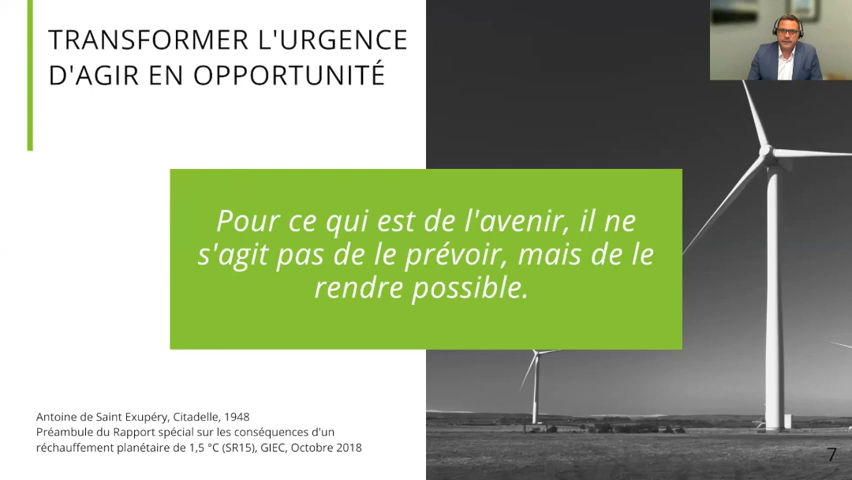 TRANSFORMER L'URGENCE
D'AGIR EN OPPORTUNITÉ
Pour ce qui est de l'avenir, il ne
s'agit pas de le prévoir, mais de le
rendre possible.
Antoine de Saint Exupéry, Citadelle, 1948
Préambule du Rapport spécial sur les conséquences d'un
réchauffement planétaire de 1,5 °C (SR15), GIEC, Octobre 2018
7